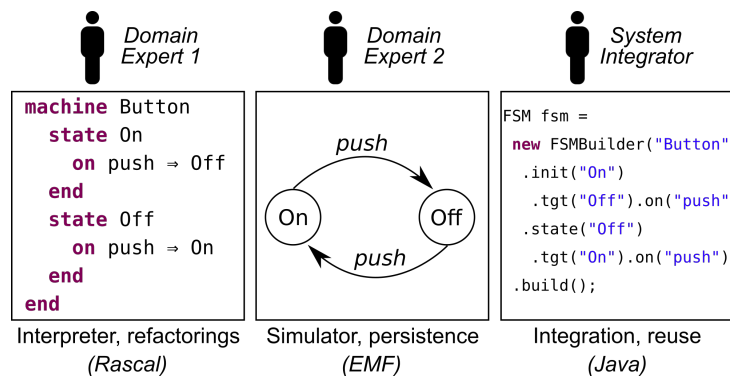 Domain
Expert 1
machine Button
state On
on push ⇒ Off
end
state Off
on push ⇒ On
end
end
Interpreter, refactorings
(Rascal)
Domain
Expert 2
push
On
Off
push
Simulator, persistence
(EMF)
System
Integrator
FSM fsm =
new FSMBuilder("Button"
.init("On")
.tgt("Off").on("push"
.state("Off")
.tgt("On").on("push")
.build();
Integration, reuse
(Java)